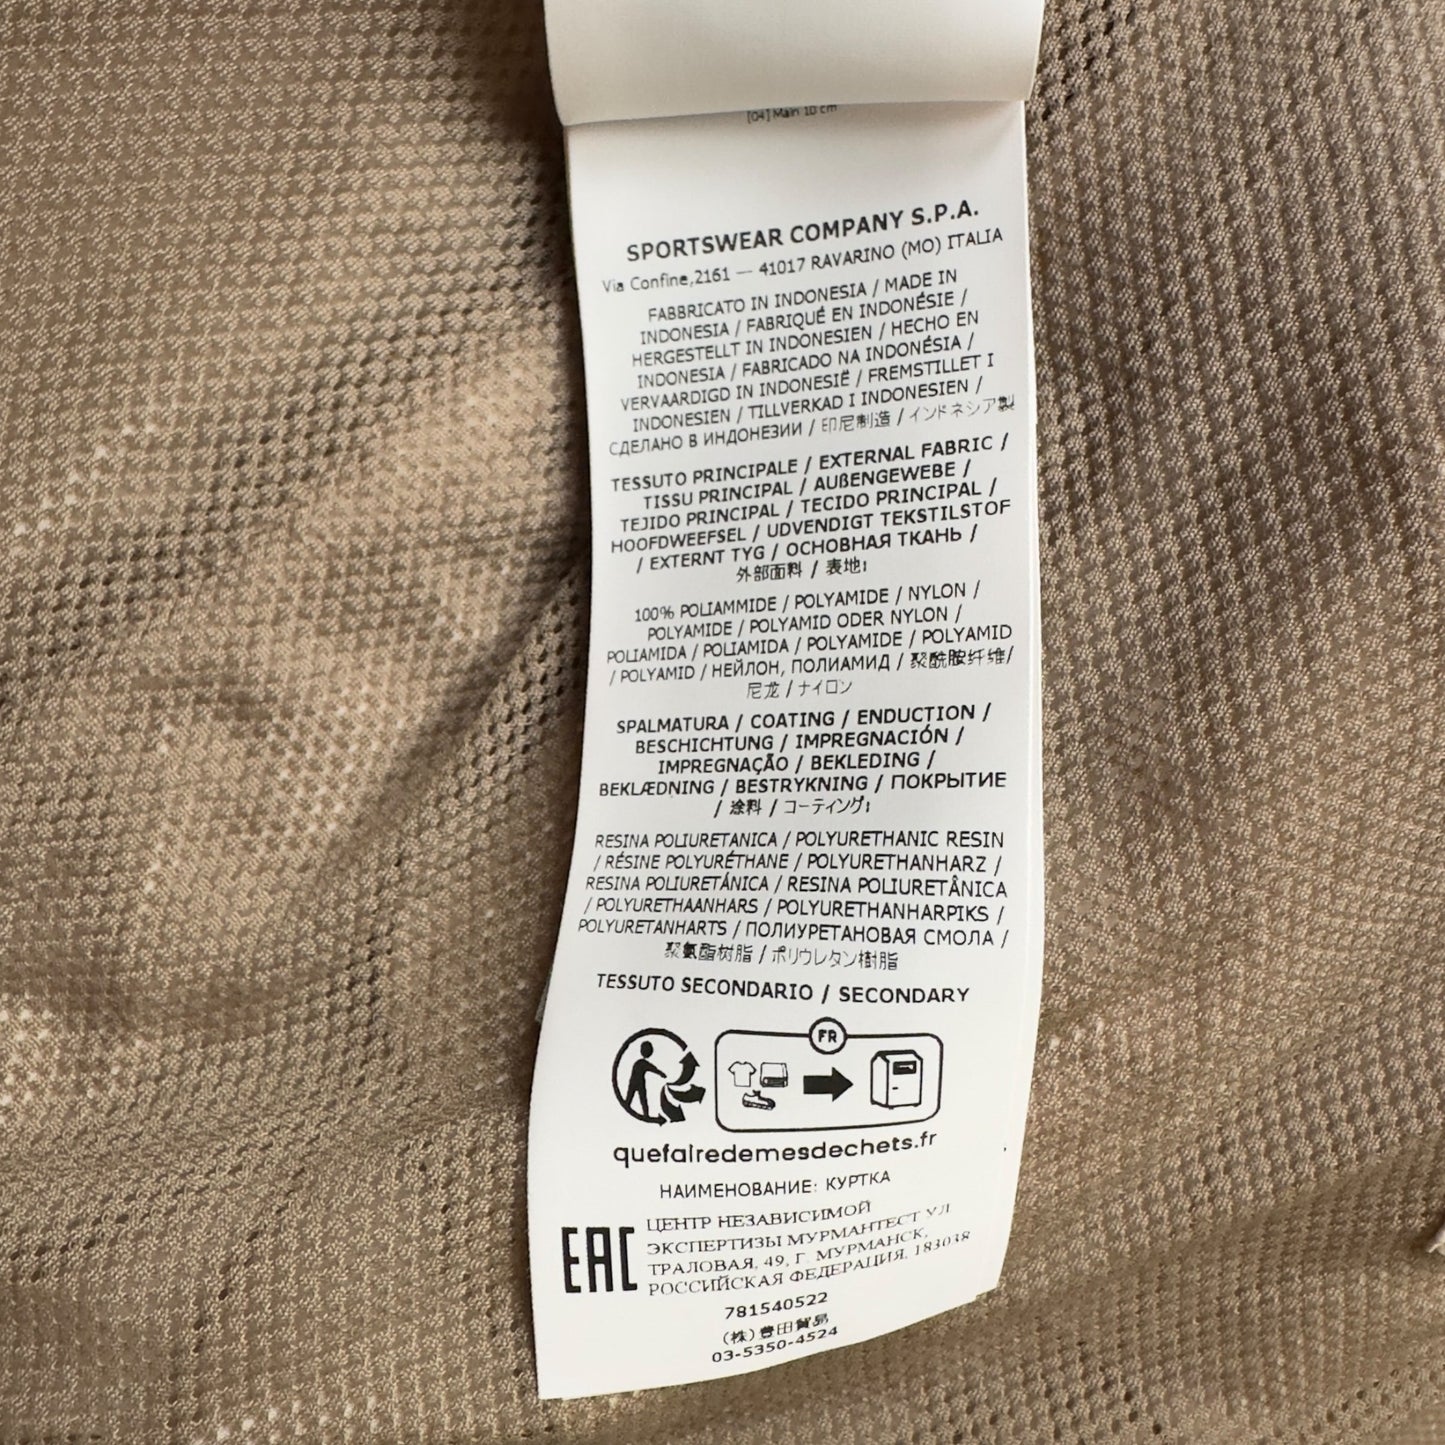 [04] Main 10 cm
SPORTSWEAR COMPANY S.P.A.
Via Confine,2161 — 41017 RAVARINO (MO) ITALIA
FABBRICATO IN INDONESIA / MADE IN
INDONESIA / FABRIQUÉ EN INDONÉSIE /
HERGESTELLT IN INDONESIEN / HECHO EN
INDONESIA / FABRICADO NA INDONÉSIA /
VERVAARDIGD IN INDONESIË / FREMSTILLET I
INDONESIEN / TILLVERKAD I INDONESIEN /
СДЕЛАНО В ИНДОНЕЗИИ / 印尼制造 / インドネシア製
TESSUTO PRINCIPALE / EXTERNAL FABRIC /
TISSU PRINCIPAL / AUßENGEWEBE /
TEJIDO PRINCIPAL / TECIDO PRINCIPAL /
HOOFDWEEFSEL / UDVENDIGT TEKSTILSTOF
/ EXTERNT TYG / ОСНОВНАЯ ТКАНЬ /
外部面料 / 表地:
100% POLIAMMIDE / POLYAMIDE / NYLON /
POLYAMIDE / POLYAMID ODER NYLON /
POLIAMIDA / POLIAMIDA / POLYAMIDE / POLYAMID
/ POLYAMID / НЕЙЛОН, ПОЛИАМИД / 聚酰胺纤维/
尼龙 / ナイロン
SPALMATURA / COATING / ENDUCTION /
BESCHICHTUNG / IMPREGNACIÓN /
IMPREGNAÇÃO / BEKLEDING /
BEKLÆDNING / BESTRYKNING / ПОКРЫТИЕ
/ 涂料 / コーティング:
RESINA POLIURETANICA / POLYURETHANIC RESIN
/ RÉSINE POLYURÉTHANE / POLYURETHANHARZ /
RESINA POLIURETÁNICA / RESINA POLIURETÂNICA
/ POLYURETHAANHARS / POLYURETHANHARPIKS /
POLYURETANHARTS / ПОЛИУРЕТАНОВАЯ СМОЛА /
聚氨酯树脂 / ポリウレタン樹脂
TESSUTO SECONDARIO / SECONDARY
FR
quefairedemesdechets.fr
НАИМЕНОВАНИЕ: КУРТКА
EAC
ЦЕНТР НЕЗАВИСИМОЙ
ЭКСПЕРТИЗЫ МУРМАНТЕСТ УЛ
ТРАЛОВАЯ, 49, Г. МУРМАНСК,
РОССИЙСКАЯ ФЕДЕРАЦИЯ, 183038
781540522
(株)豊田貿易
03-5350-4524